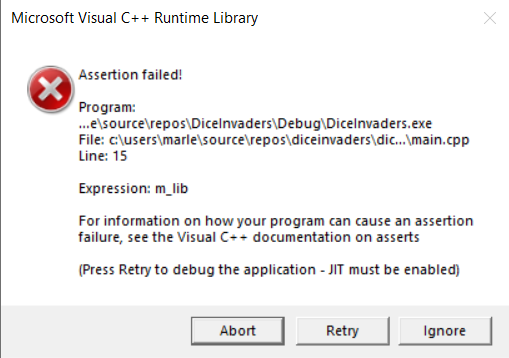 Microsoft Visual C++ Runtime Library
Assertion failed!
Program:
...e\source\repos\DiceInvaders\Debug\DiceInvaders.exe
File: c:\users\marle\source\repos\diceinvaders\dic...\main.cpp
Line: 15
Expression: m_lib
For information on how your program can cause an assertion
failure, see the Visual C++ documentation on asserts
(Press Retry to debug the application - JIT must be enabled)
Abort Retry Ignore